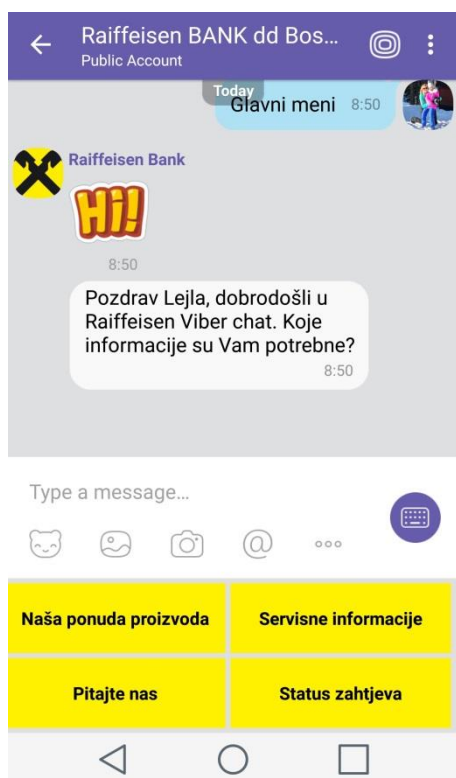 Raiffeisen BANK dd Bos...
Public Account
Today
Glavni meni 8:50
Raiffeisen Bank
Hi!
8:50
Pozdrav Lejla, dobrodošli u
Raiffeisen Viber chat. Koje
informacije su Vam potrebne?
8:50
Type a message...
Naša ponuda proizvoda
Servisne informacije
Pitajte nas
Status zahtjeva